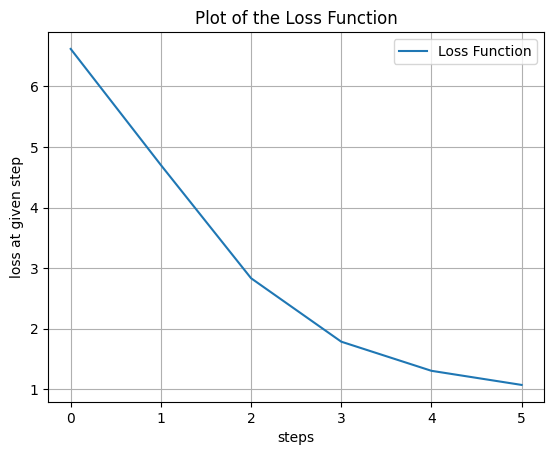 Plot of the Loss Function
Loss Function
6
5
4
3
2
1
loss at given step
0 1 2 3 4 5
steps